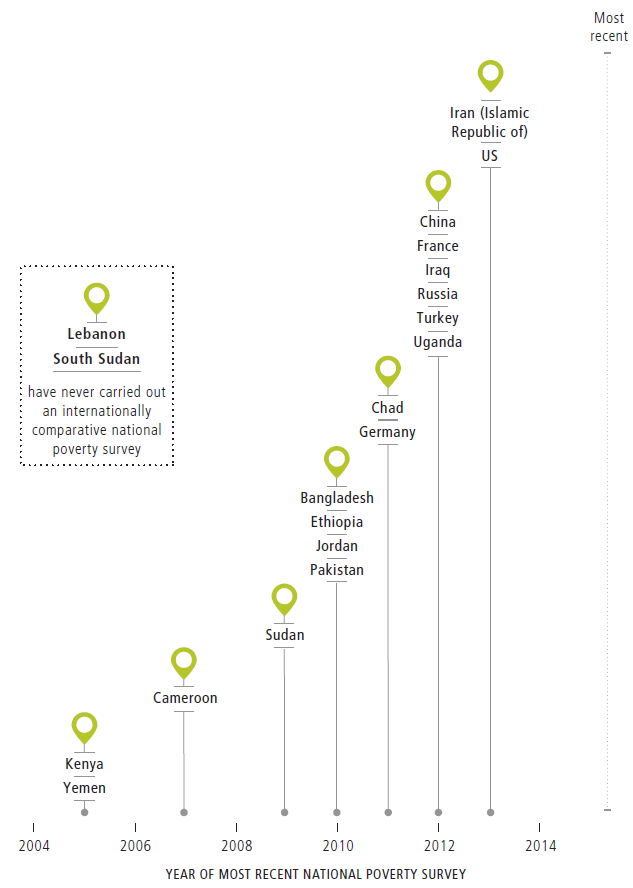 Most
recent
Iran (Islamic
Republic of)
US
China
France
Iraq
Russia
Turkey
Uganda
Lebanon
South Sudan
have never carried out
an internationally
comparative national
poverty survey
Chad
Germany
Bangladesh
Ethiopia
Jordan
Pakistan
Sudan
Cameroon
Kenya
Yemen
2004 2006 2008 2010 2012 2014
YEAR OF MOST RECENT NATIONAL POVERTY SURVEY